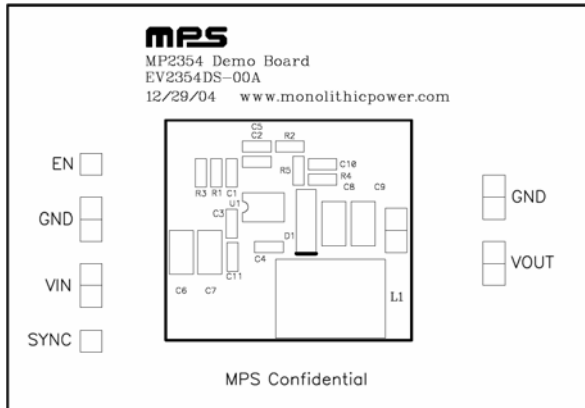 MPS
MP2354 Demo Board
EV2354DS-00A
12/29/04 www.monolithicpower.com
C5
C2 R2
EN
R5 C10
R4
R3 R1 C1
C8 C9
GND
U1
C3
D1
C4
C11
C6 C7
GND
VIN
VOUT
L1
SYNC
MPS Confidential